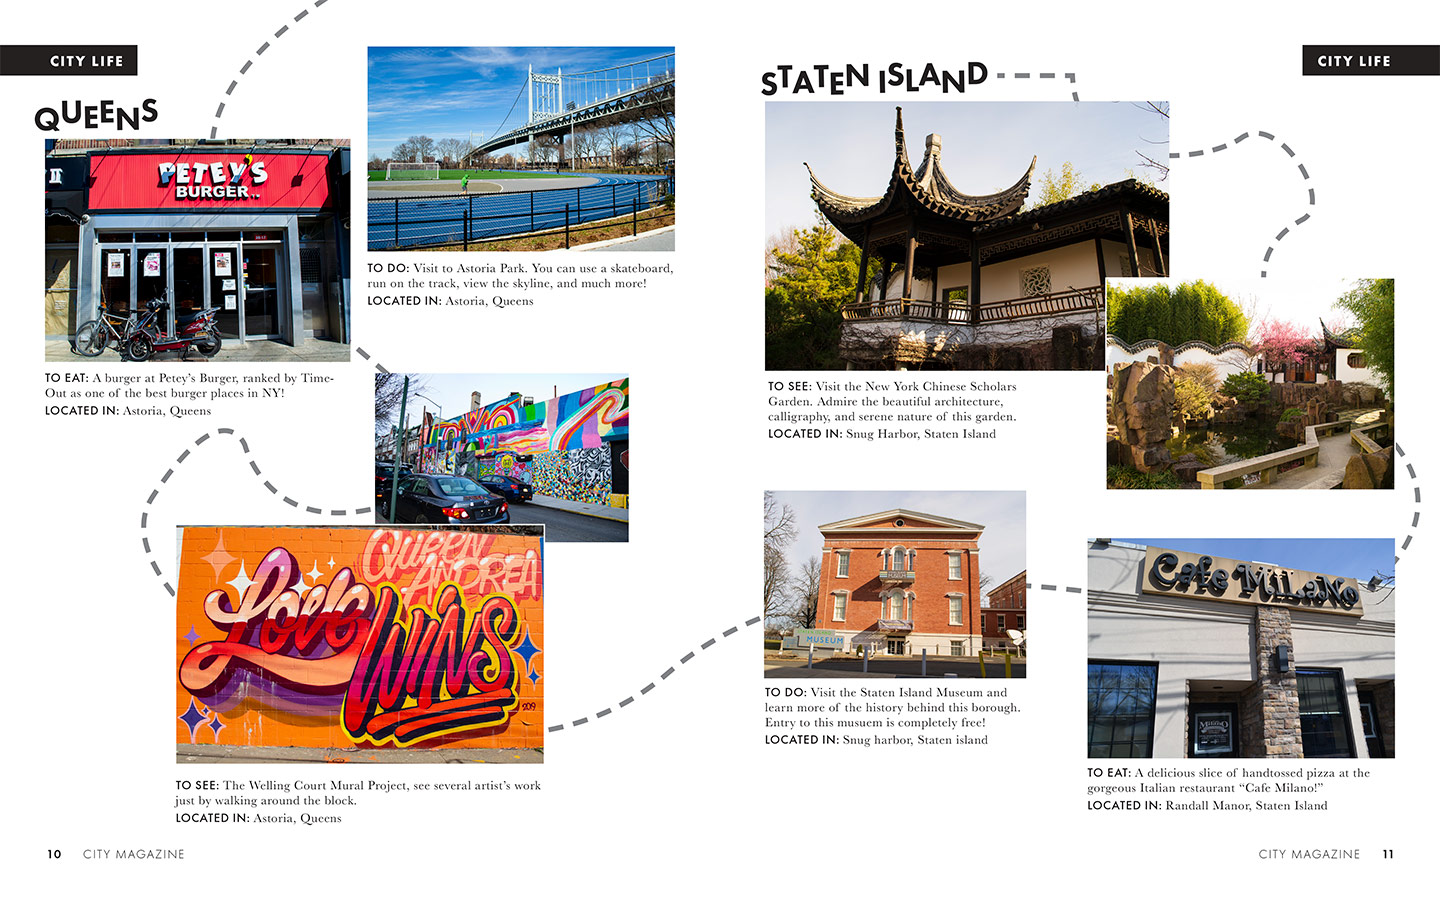 CITY LIFE
QUEENS
PETEY'S
BURGER
TO EAT: A burger at Petey's Burger, ranked by Time-
Out as one of the best burger places in NY!
LOCATED IN: Astoria, Queens
TO DO: Visit to Astoria Park. You can use a skateboard,
run on the track, view the skyline, and much more!
LOCATED IN: Astoria, Queens
QUEEN
ANDREA
Love
WINS
2019
TO SEE: The Welling Court Mural Project, see several artist's work
just by walking around the block.
LOCATED IN: Astoria, Queens
10 CITY MAGAZINE
CITY LIFE
STATEN ISLAND
TO SEE: Visit the New York Chinese Scholars
Garden. Admire the beautiful architecture,
calligraphy, and serene nature of this garden.
LOCATED IN: Snug Harbor, Staten Island
STATEN ISLAND
MUSEUM
TO DO: Visit the Staten Island Museum and
learn more of the history behind this borough.
Entry to this musuem is completely free!
LOCATED IN: Snug harbor, Staten island
Cafe MiLaNo
TO EAT: A delicious slice of handtossed pizza at the
gorgeous Italian restaurant “Cafe Milano!”
LOCATED IN: Randall Manor, Staten Island
CITY MAGAZINE 11